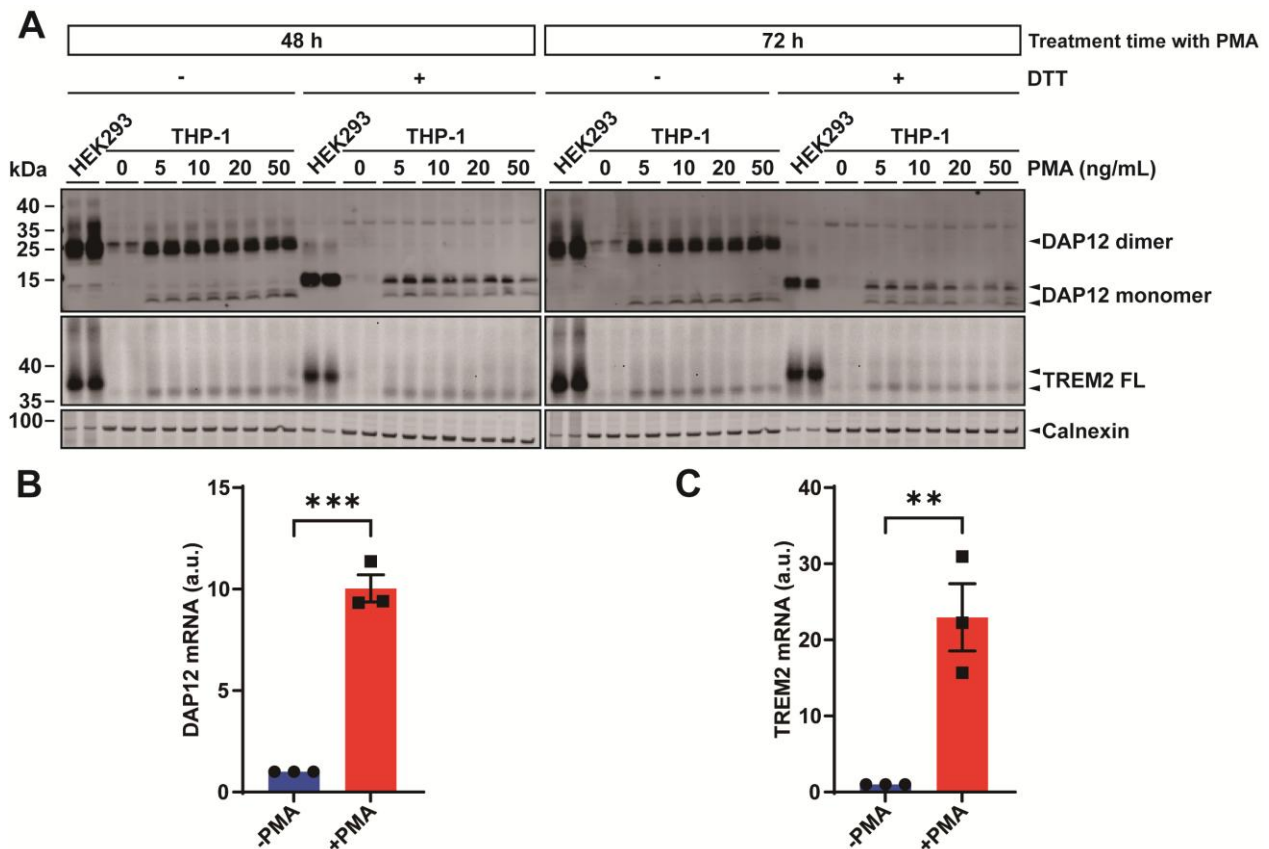 A
48 h 72 h Treatment time with PMA
- + - + DTT
HEK293 THP-1 HEK293 THP-1 HEK293 THP-1 HEK293 THP-1
kDa 0 5 10 20 50 0 5 10 20 50 0 5 10 20 50 0 5 10 20 50 PMA (ng/mL)
40
35
25 DAP12 dimer
15
DAP12 monomer
40
TREM2 FL
35
100
Calnexin
B
15
10
5
0
DAP12 mRNA (a.u.)
***
-PMA +PMA
C
40
30
20
10
0
TREM2 mRNA (a.u.)
**
-PMA +PMA